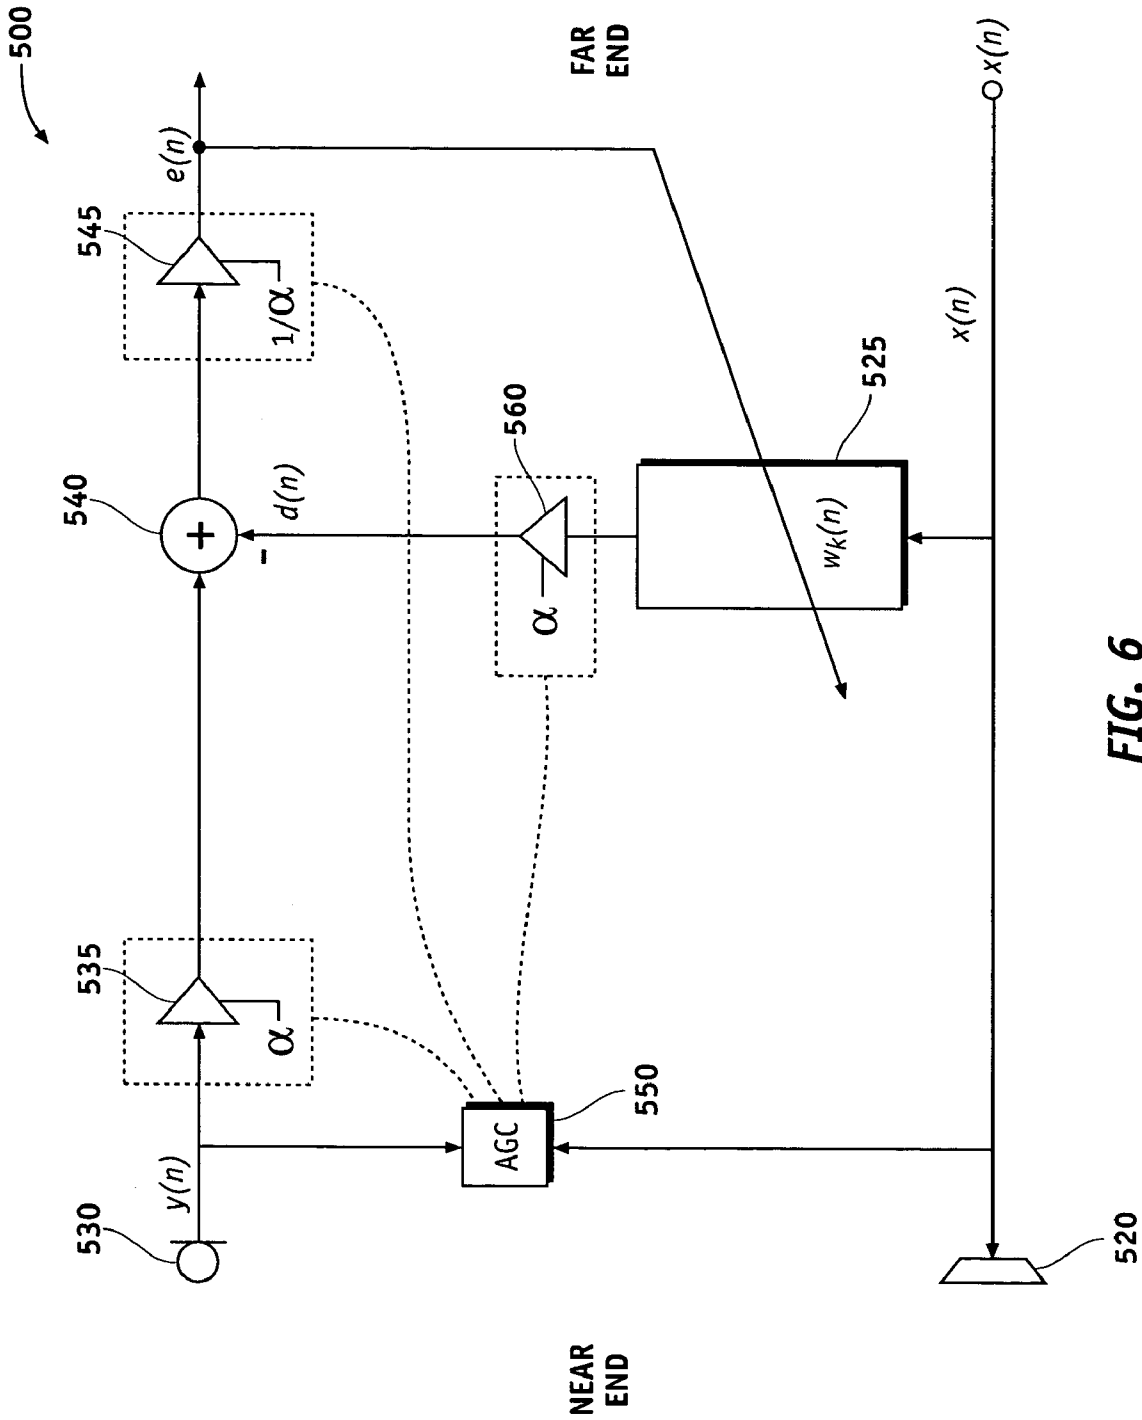 500
FAR
END
e(n)
x(n)
545
1/α
x(n)
525
560
540
d(n)
-
+
α
wk(n)
535
α
550
AGC
y(n)
530
520
NEAR
END
FIG. 6